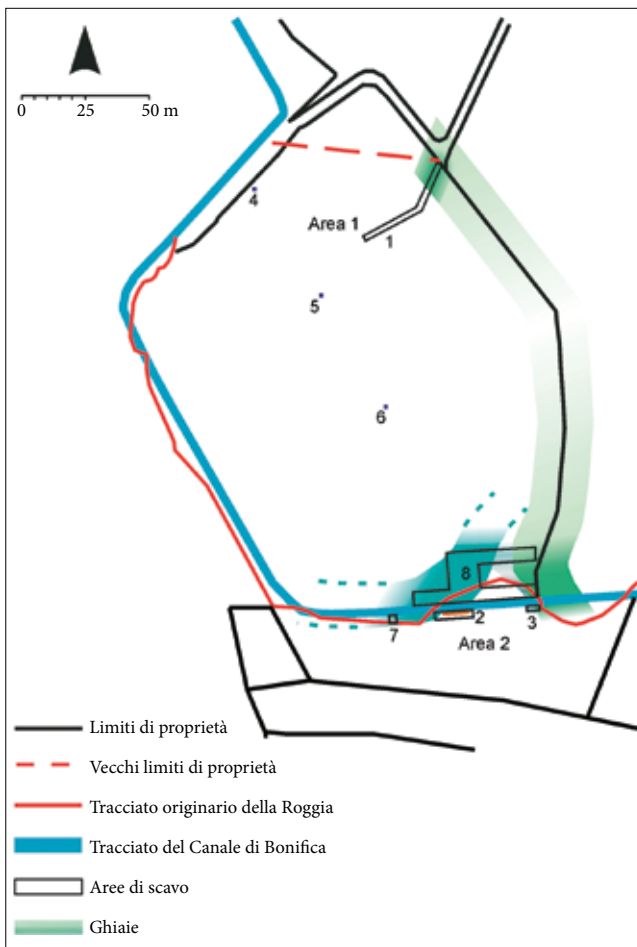 0 25 50 m
4
Area 1
1
5
6
8
7
2
3
Area 2
Limiti di proprietà
Vecchi limiti di proprietà
Tracciato originario della Roggia
Tracciato del Canale di Bonifica
Aree di scavo
Ghiaie